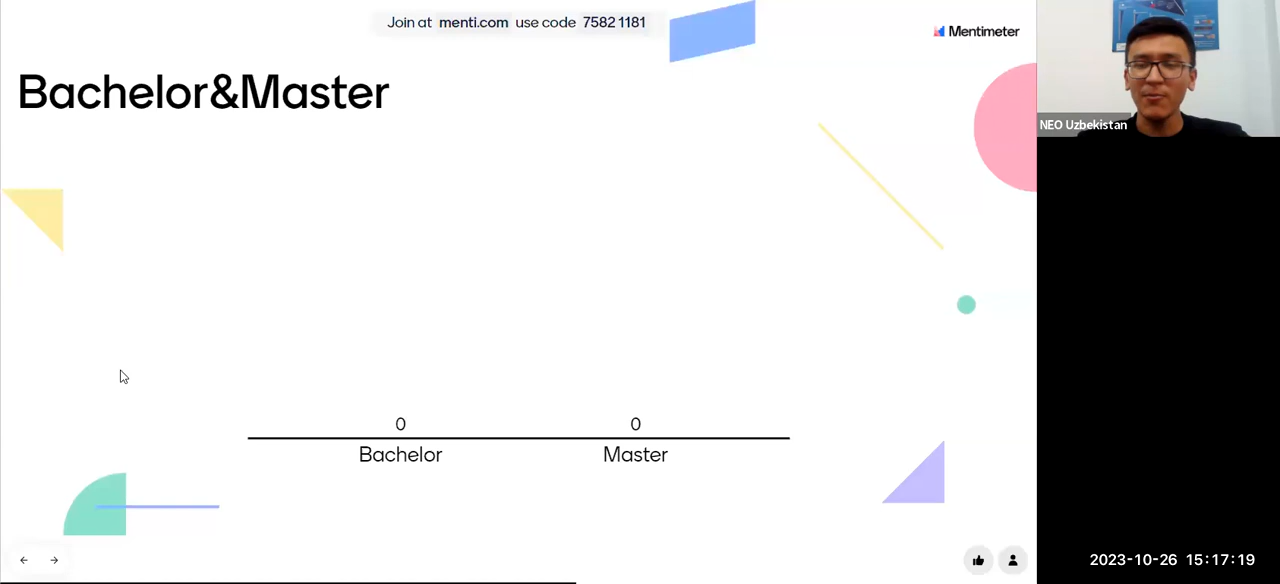 Join at menti.com use code 7582 1181
Mentimeter
Bachelor&Master
NEO Uzbekistan
0 0
Bachelor Master
2023-10-26 15:17:19